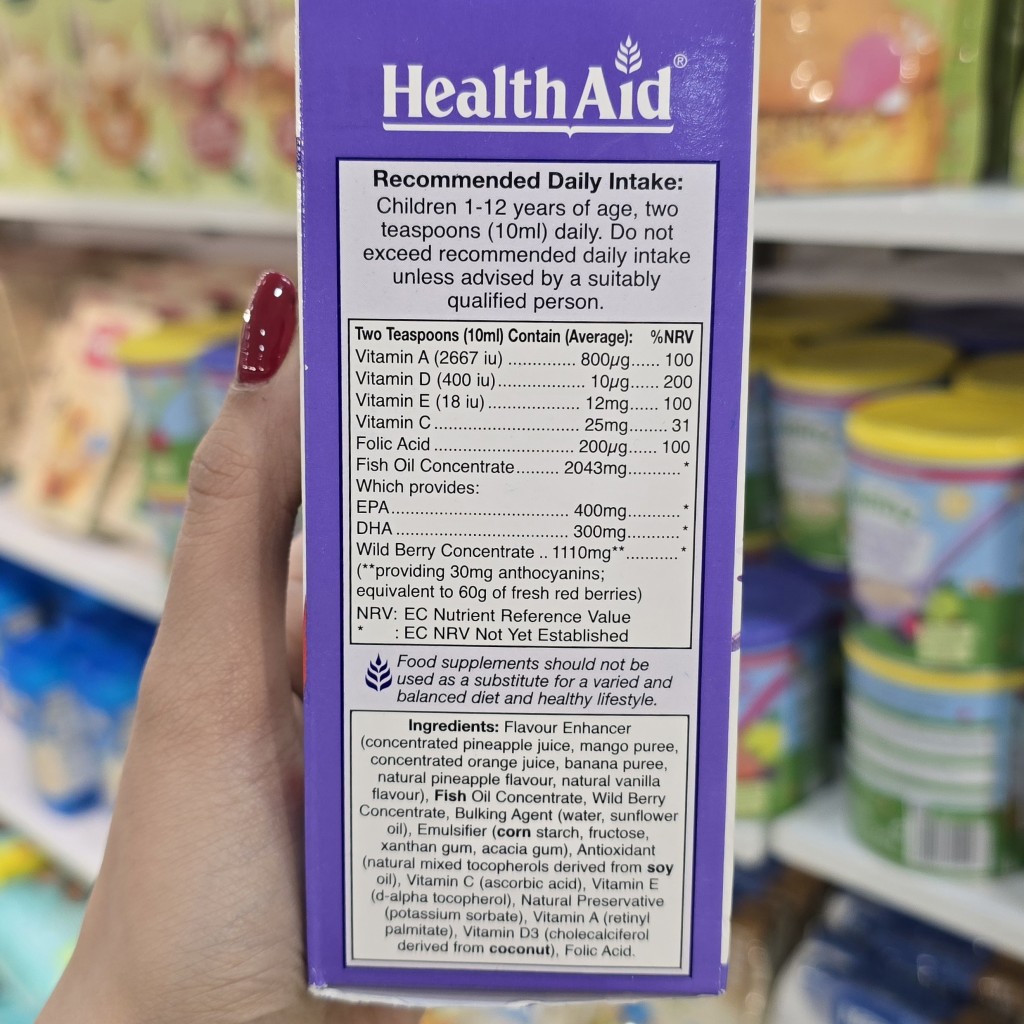 HealthAid®
Recommended Daily Intake:
Children 1-12 years of age, two
teaspoons (10ml) daily. Do not
exceed recommended daily intake
unless advised by a suitably
qualified person.
Two Teaspoons (10ml) Contain (Average): %NRV
Vitamin A (2667 iu) .................. 800µg...... 100
Vitamin D (400 iu)..................... 10µg...... 200
Vitamin E (18 iu) ...................... 12mg...... 100
Vitamin C.................................... 25mg........ 31
Folic Acid ................................. 200µg...... 100
Fish Oil Concentrate.......... 2043mg...........*
Which provides:
EPA......................................... 400mg...........*
DHA........................................ 300mg...........*
Wild Berry Concentrate .. 1110mg**...........*
(**providing 30mg anthocyanins;
equivalent to 60g of fresh red berries)
NRV: EC Nutrient Reference Value
* : EC NRV Not Yet Established
Food supplements should not be
used as a substitute for a varied and
balanced diet and healthy lifestyle.
Ingredients: Flavour Enhancer
(concentrated pineapple juice, mango puree,
concentrated orange juice, banana puree,
natural pineapple flavour, natural vanilla
flavour), Fish Oil Concentrate, Wild Berry
Concentrate, Bulking Agent (water, sunflower
oil), Emulsifier (corn starch, fructose,
xanthan gum, acacia gum), Antioxidant
(natural mixed tocopherols derived from soy
oil), Vitamin C (ascorbic acid), Vitamin E
(d-alpha tocopherol), Natural Preservative
(potassium sorbate), Vitamin A (retinyl
palmitate), Vitamin D3 (cholecalciferol
derived from coconut), Folic Acid.